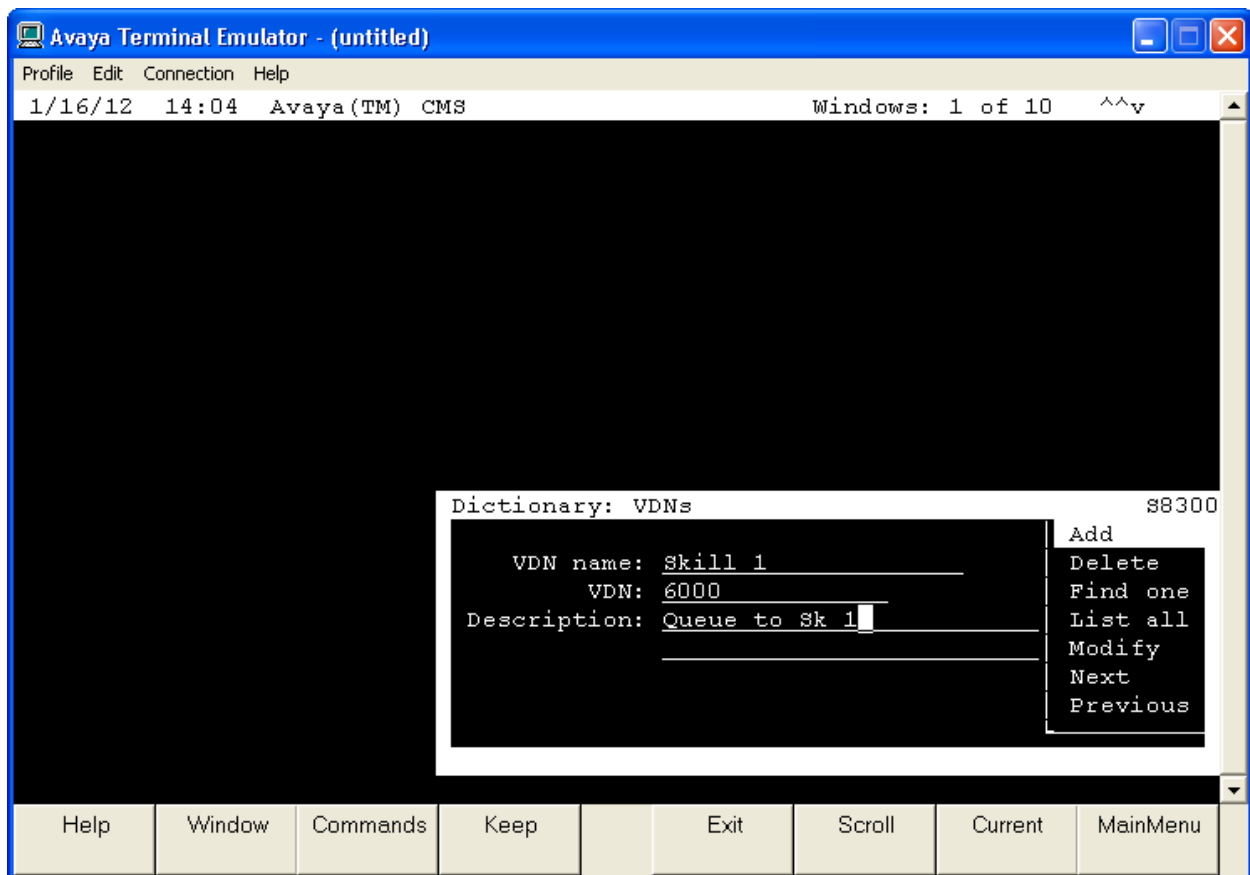 Avaya Terminal Emulator - (untitled)
Profile Edit Connection Help
1/16/12 14:04 Avaya(TM) CMS Windows: 1 of 10 ^^v
Dictionary: VDNs S8300
Add
VDN name: Skill 1 Delete
VDN: 6000 Find one
Description: Queue to Sk 1 List all
Modify
Next
Previous
Help Window Commands Keep Exit Scroll Current MainMenu